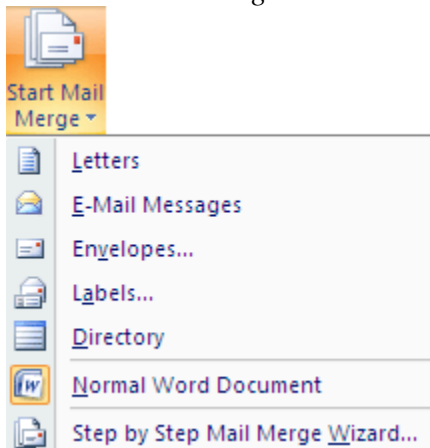 Start Mail
Merge
Letters
E-Mail Messages
Envelopes...
Labels...
Directory
Normal Word Document
Step by Step Mail Merge Wizard...